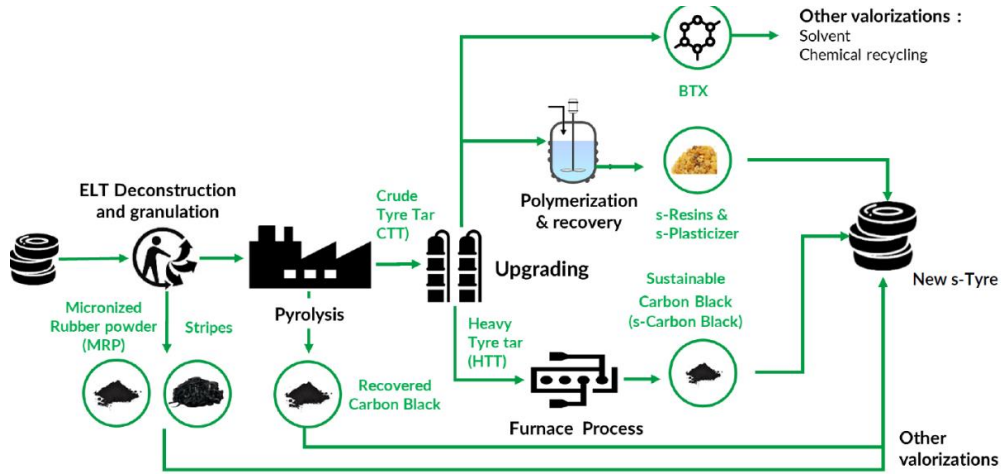 Other valorizations :
Solvent
Chemical recycling
BTX
ELT Deconstruction
and granulation
Crude
Tyre Tar
CTT)
Polymerization
& recovery
s-Resins &
s-Plasticizer
Upgrading
New s-Tyre
Micronized
Rubber powder
(MRP)
Stripes
Pyrolysis
Heavy
Tyre tar
(HTT)
Sustainable
Carbon Black
(s-Carbon Black)
Recovered
Carbon Black
Furnace Process
Other
valorizations